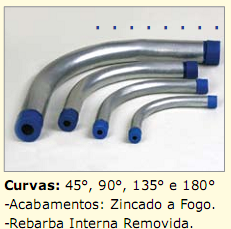 Curvas: 45°, 90°, 135° e 180°
-Acabamentos: Zincado a Fogo.
-Rebarba Interna Removida.